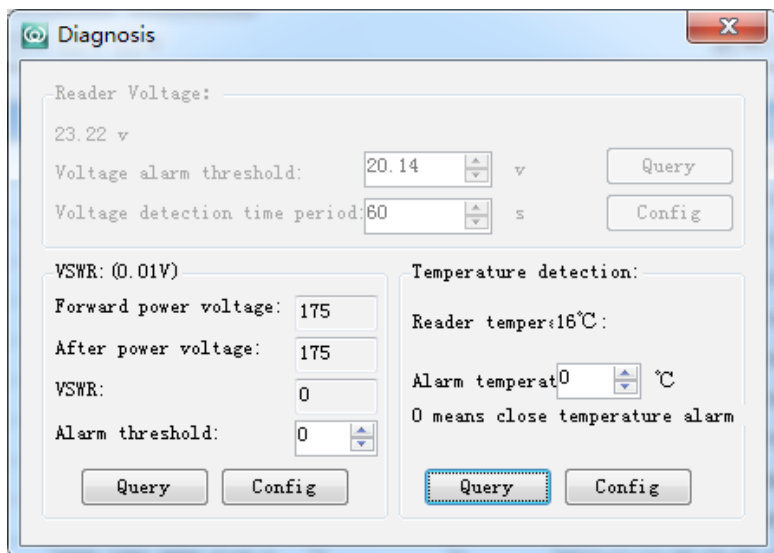 Diagnosis
Reader Voltage:
23.22 v
Voltage alarm threshold: 20.14 v Query
Voltage detection time period: 60 s Config
VSWR: (0.01V)
Forward power voltage: 175
After power voltage: 175
VSWR: 0
Alarm threshold: 0
Query Config
Temperature detection:
Reader temper: 16℃:
Alarm temperat 0 ℃
0 means close temperature alarm
Query Config